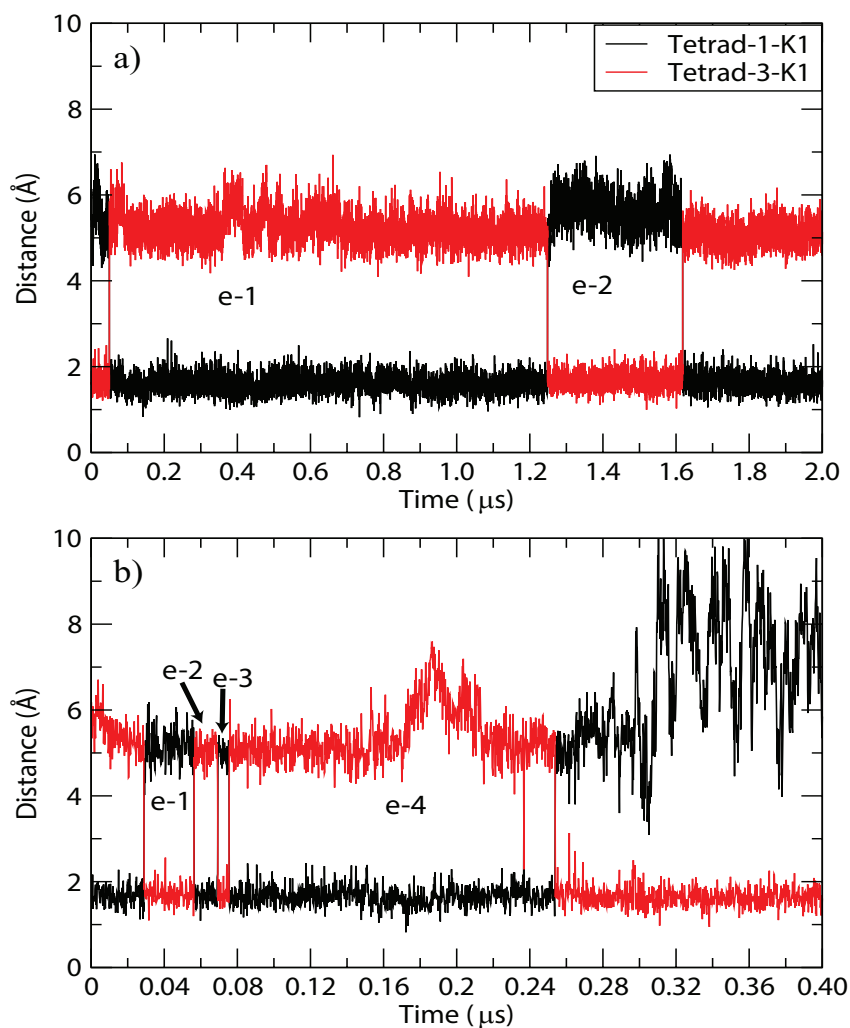 10
a)
Tetrad-1-K1
Tetrad-3-K1
8
6
Distance (Å)
4
e-1
e-2
2
0
0 0.2 0.4 0.6 0.8 1.0 1.2 1.4 1.6 1.8 2.0
Time (μs)
10
b)
8
e-2
e-3
6
Distance (Å)
4
e-1
e-4
2
0
0 0.04 0.08 0.12 0.16 0.20 0.24 0.28 0.32 0.36 0.40
Time (μs)